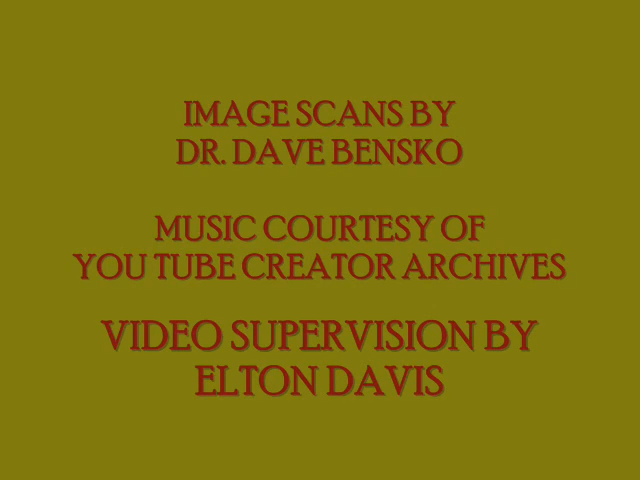 IMAGE SCANS BY
DR. DAVE BENSKO
MUSIC COURTESY OF
YOU TUBE CREATOR ARCHIVES
VIDEO SUPERVISION BY
ELTON DAVIS